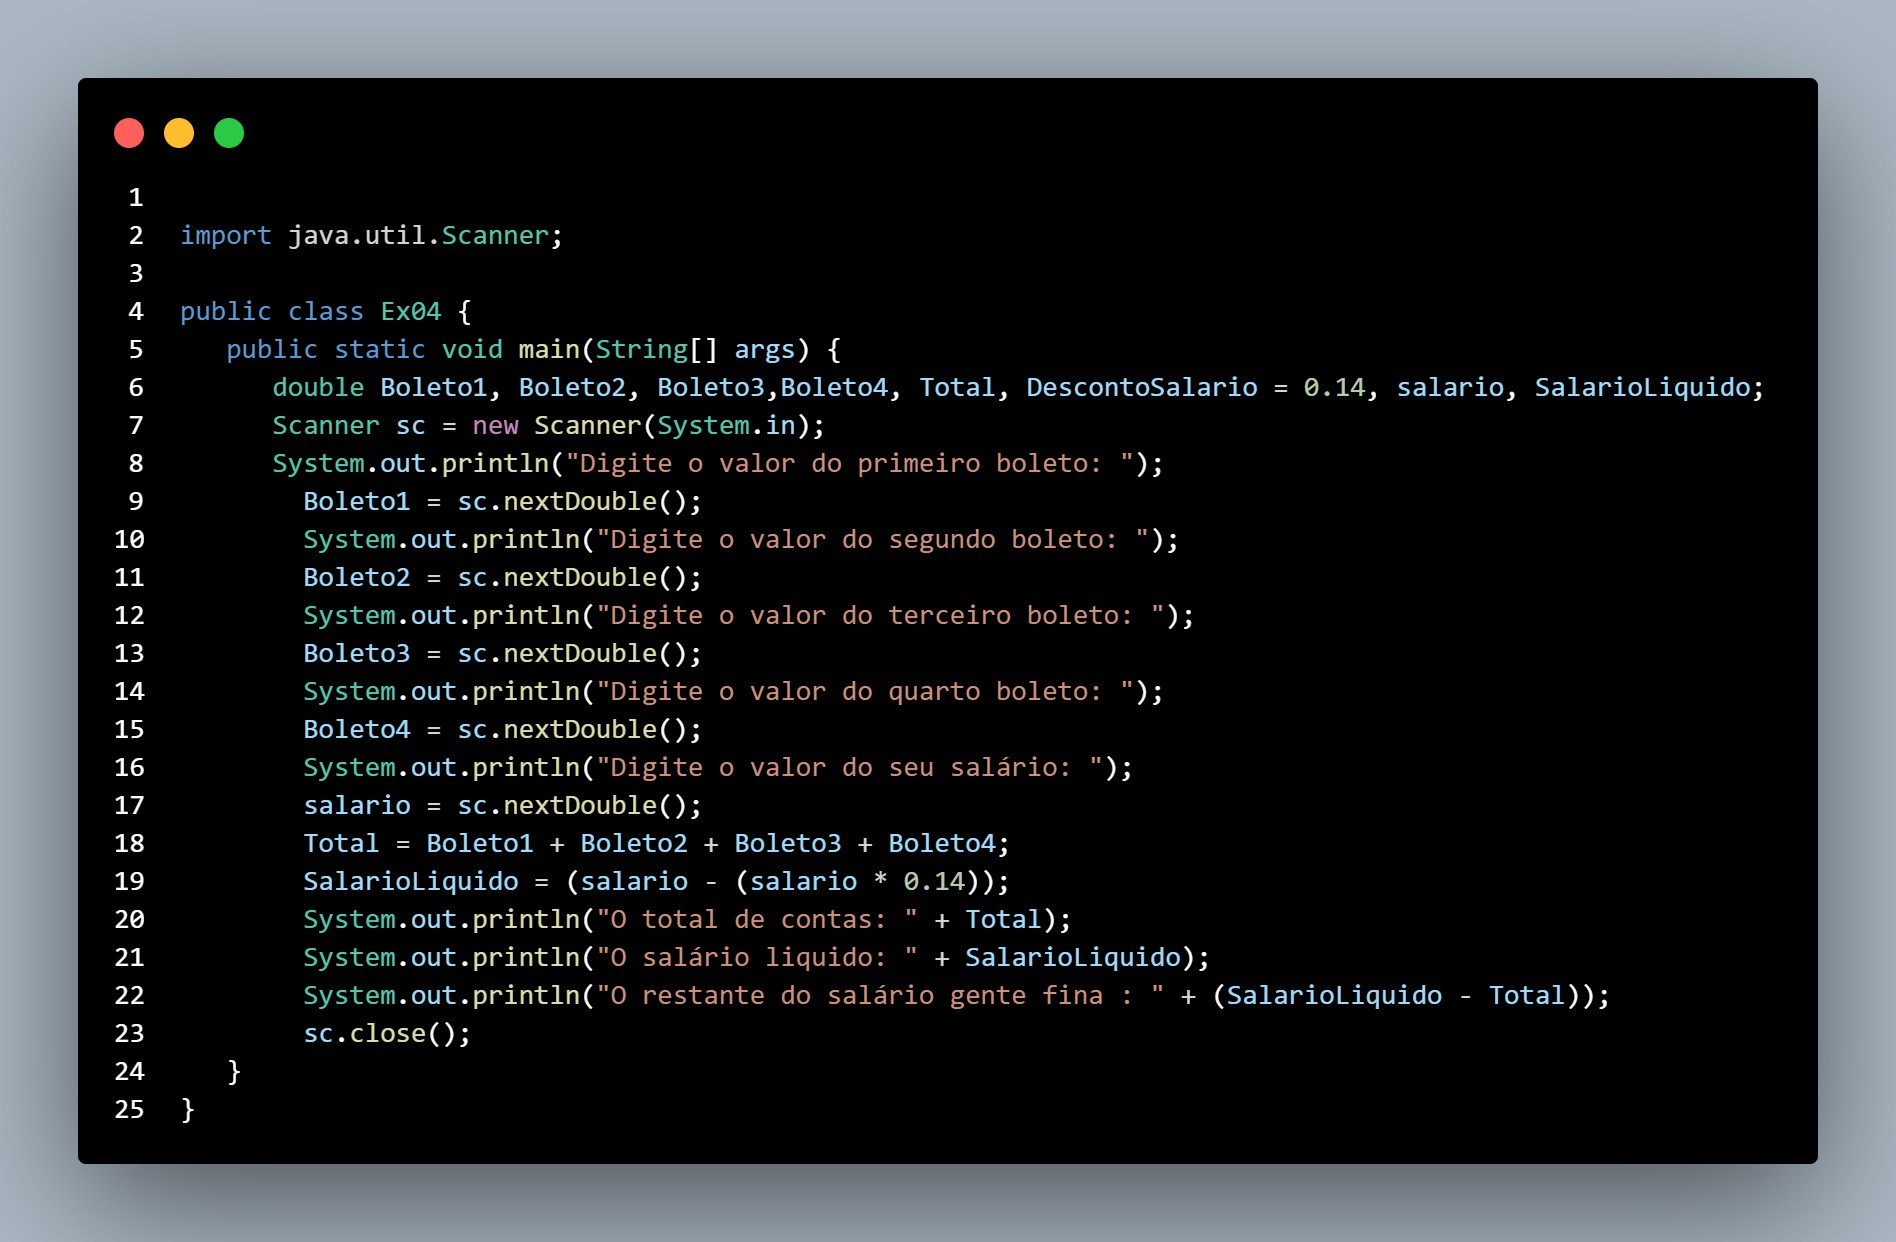 1
2 import java.util.Scanner;
3
4 public class Ex04 {
5    public static void main(String[] args) {
6       double Boleto1, Boleto2, Boleto3,Boleto4, Total, DescontoSalario = 0.14, salario, SalarioLiquido;
7       Scanner sc = new Scanner(System.in);
8       System.out.println("Digite o valor do primeiro boleto: ");
9         Boleto1 = sc.nextDouble();
10         System.out.println("Digite o valor do segundo boleto: ");
11         Boleto2 = sc.nextDouble();
12         System.out.println("Digite o valor do terceiro boleto: ");
13         Boleto3 = sc.nextDouble();
14         System.out.println("Digite o valor do quarto boleto: ");
15         Boleto4 = sc.nextDouble();
16         System.out.println("Digite o valor do seu salário: ");
17         salario = sc.nextDouble();
18         Total = Boleto1 + Boleto2 + Boleto3 + Boleto4;
19         SalarioLiquido = (salario - (salario * 0.14));
20         System.out.println("O total de contas: " + Total);
21         System.out.println("O salário liquido: " + SalarioLiquido);
22         System.out.println("O restante do salário gente fina : " + (SalarioLiquido - Total));
23         sc.close();
24    }
25 }